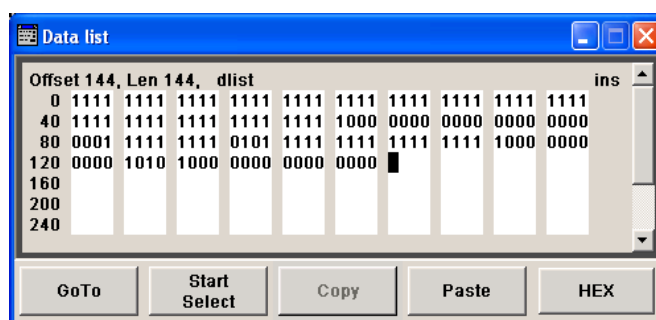 Data list
Offset 144, Len 144, dlist ins
0 1111 1111 1111 1111 1111 1111 1111 1111 1111 1111
40 1111 1111 1111 1111 1111 1000 0000 0000 0000 0000
80 0001 1111 1111 0101 1111 1111 1111 1111 1000 0000
120 0000 1010 1000 0000 0000 0000
160
200
240
GoTo Start Select Copy Paste HEX